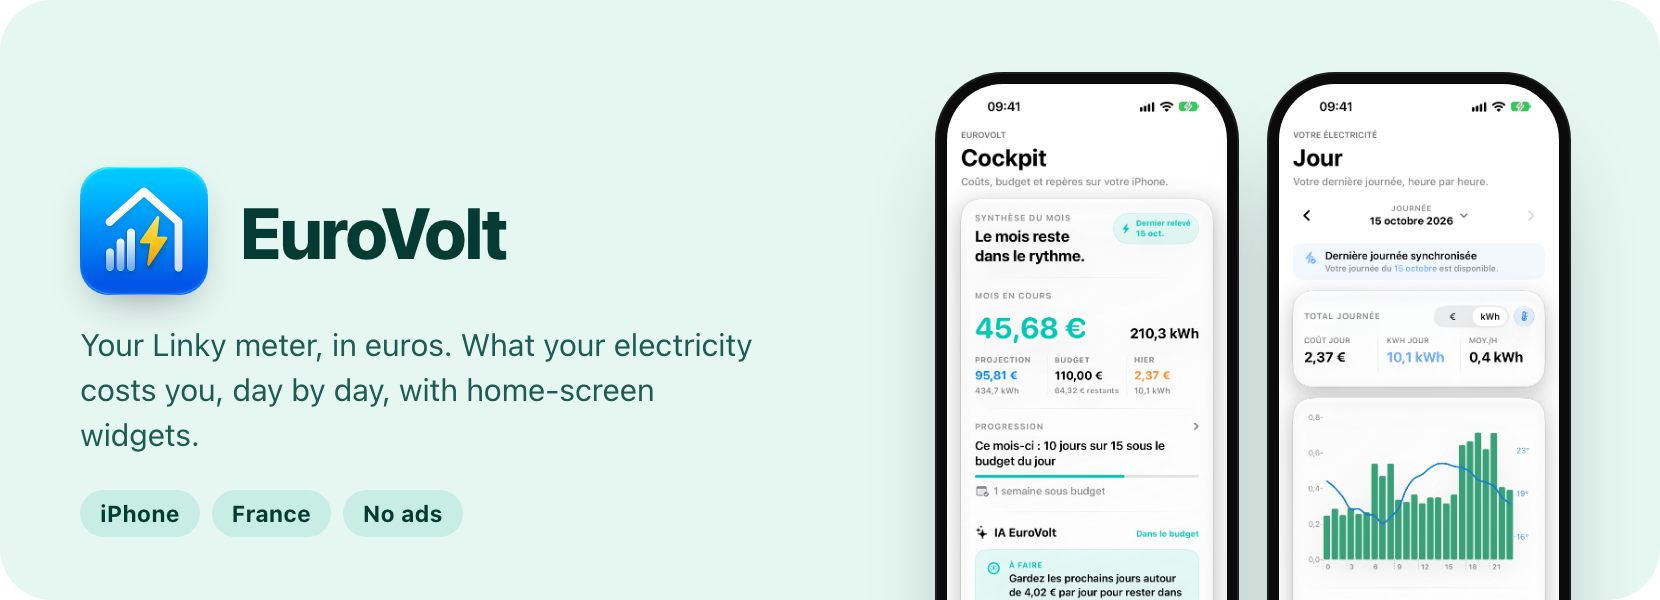 EuroVolt
Your Linky meter, in euros. What your electricity
costs you, day by day, with home-screen
widgets.
iPhone
France
No ads
09:41
EUROVOLT
Cockpit
Coûts, budget et repères sur votre iPhone.
SYNTHÈSE DU MOIS
Dernier relevé
15 oct.
Le mois reste
dans le rythme.
MOIS EN COURS
45,68 €
210,3 kWh
PROJECTION
BUDGET
HIER
95,81 €
110,00 €
2,37 €
434,7 kWh
64,32 € restants
10,1 kWh
PROGRESSION
Ce mois-ci : 10 jours sur 15 sous le
budget du jour
1 semaine sous budget
IA EuroVolt
Dans le budget
À FAIRE
Gardez les prochains jours autour
de 4,02 € par jour pour rester dans
09:41
VOTRE ÉLECTRICITÉ
Jour
Votre dernière journée, heure par heure.
JOURNÉE
15 octobre 2026
Dernière journée synchronisée
Votre journée du 15 octobre est disponible.
TOTAL JOURNÉE
€
kWh
COÛT JOUR
KWH JOUR
MOY./H
2,37 €
10,1 kWh
0,4 kWh
0,8
0,6
23°
0,4
19°
0,2
16°
0,0
0 3 6 9 12 15 18 21